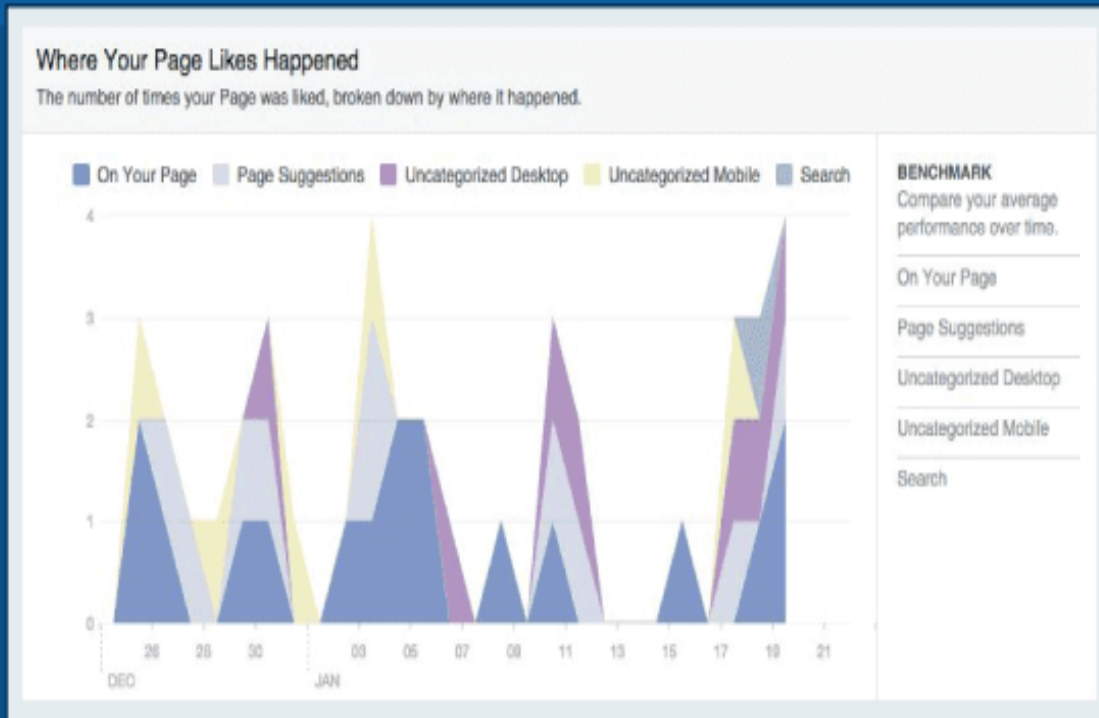 Where Your Page Likes Happened
The number of times your Page was liked, broken down by where it happened.
On Your Page Page Suggestions Uncategorized Desktop Uncategorized Mobile Search
4
3
2
1
0
26 28 30 03 05 07 09 11 13 15 17 19 21
DEC JAN
BENCHMARK
Compare your average
performance over time.
On Your Page
Page Suggestions
Uncategorized Desktop
Uncategorized Mobile
Search